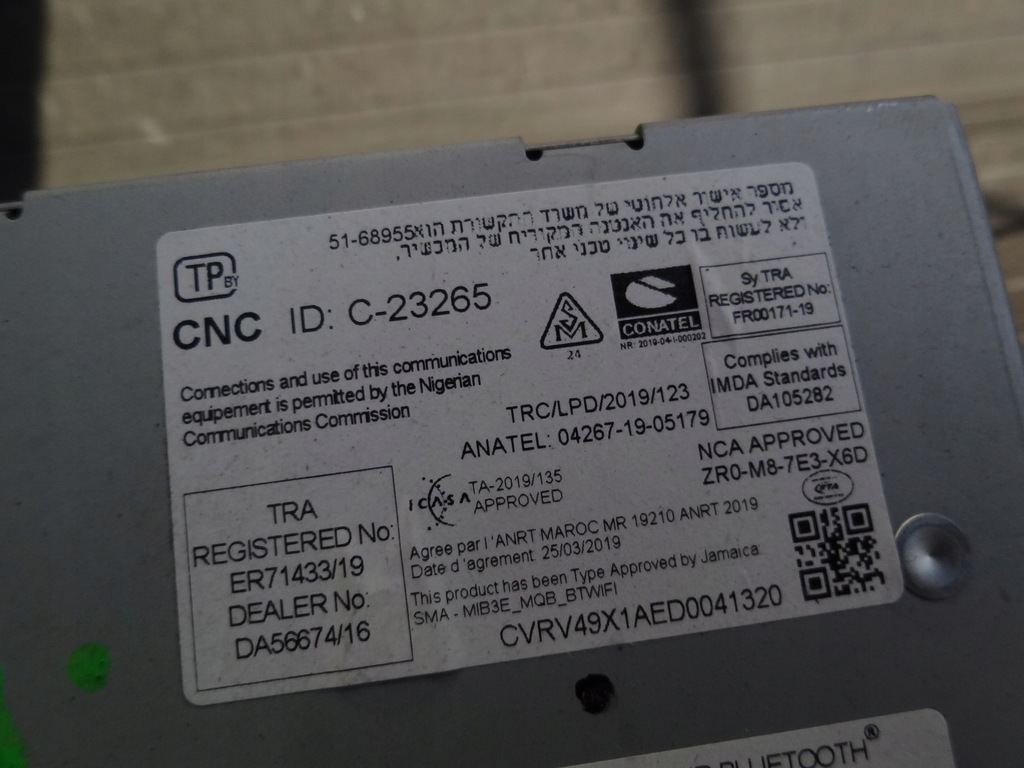 מספר אישור אלחוטי של משרד התקשורת הוא 51-68955
אסור להחליף את האנטנה המקורית של המכשיר,
ולא לעשות בו כל שינוי טכני אחר
TP BY
CNC ID: C-23265
24
CONATEL
NR: 2019-04-I-000202
Sy TRA
REGISTERED No:
FR00171-19
Connections and use of this communications
equipement is permitted by the Nigerian
Communications Commission
Complies with
IMDA Standards
DA105282
TRC/LPD/2019/123
ANATEL: 04267-19-05179
NCA APPROVED
ZR0-M8-7E3-X6D
ICASA TA-2019/135
APPROVED
TRA
REGISTERED No:
ER71433/19
DEALER No:
DA56674/16
Agree par l'ANRT MAROC MR 19210 ANRT 2019
Date d'agrement: 25/03/2019
This product has been Type Approved by Jamaica:
SMA - MIB3E_MQB_BTWIFI
CVRV49X1AED0041320
BLUETOOTH®